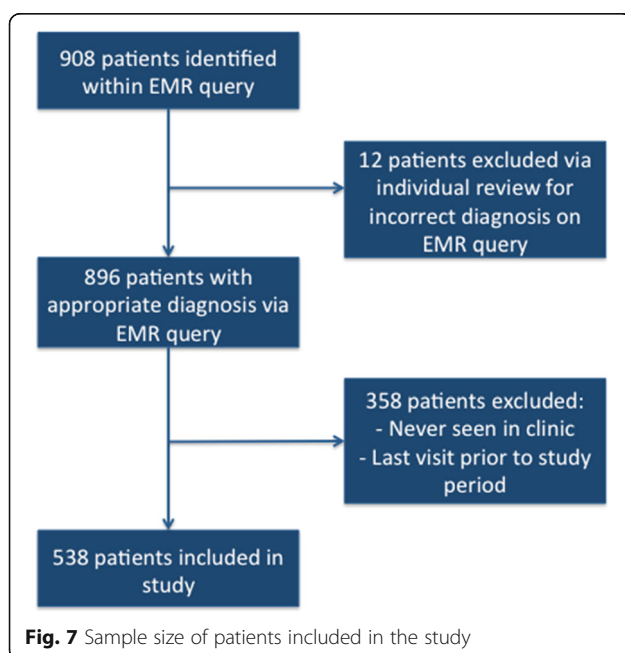 908 patients identified
within EMR query
12 patients excluded via
individual review for
incorrect diagnosis on
EMR query
896 patients with
appropriate diagnosis via
EMR query
358 patients excluded:
- Never seen in clinic
- Last visit prior to study
period
538 patients included in
study
Fig. 7 Sample size of patients included in the study